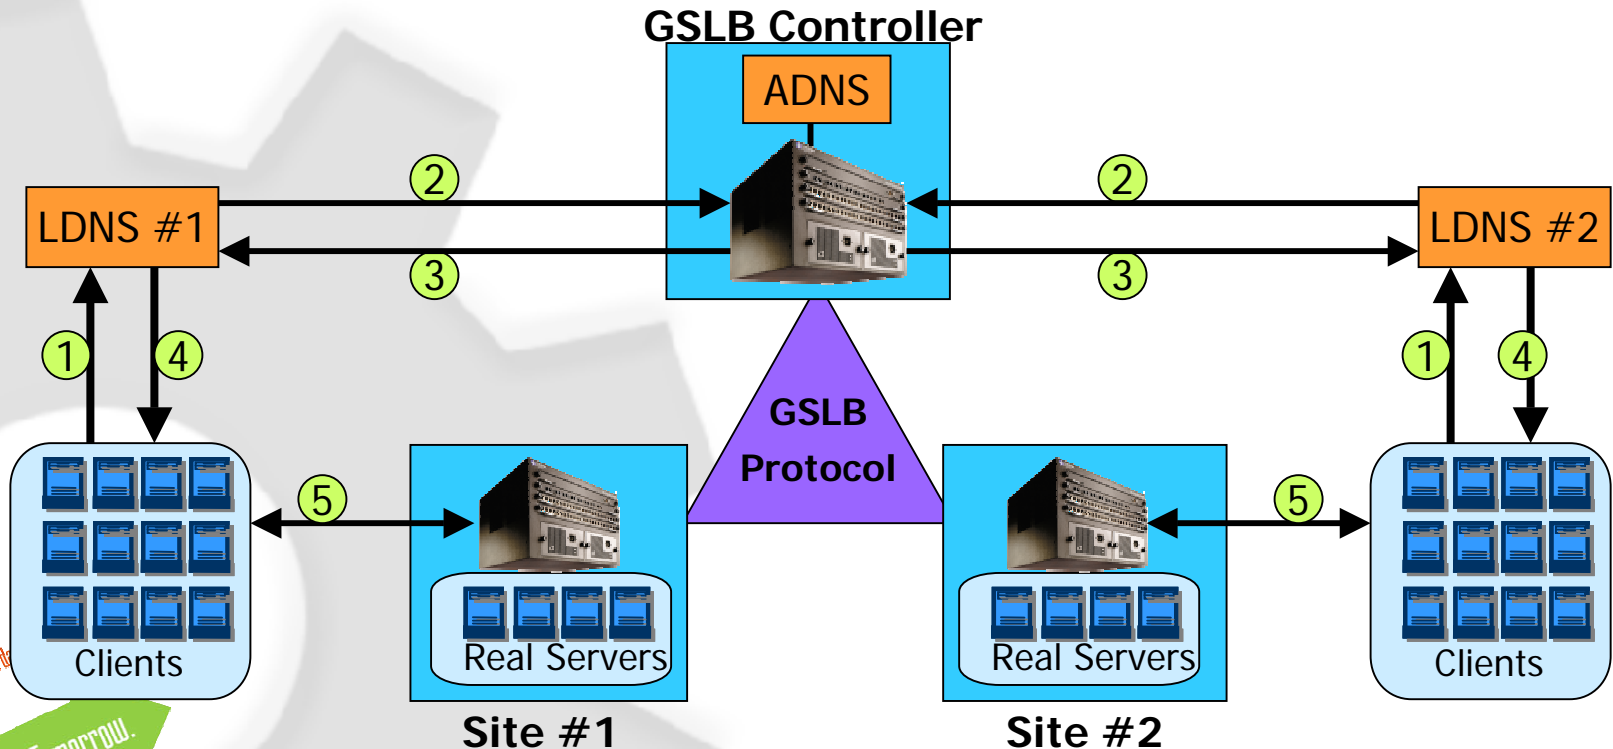 GSLB Controller
ADNS
2
2
LDNS #1
LDNS #2
3
3
1
4
1
4
GSLB
Protocol
5
5
Clients
Real Servers
Real Servers
Clients
Site #1
Site #2